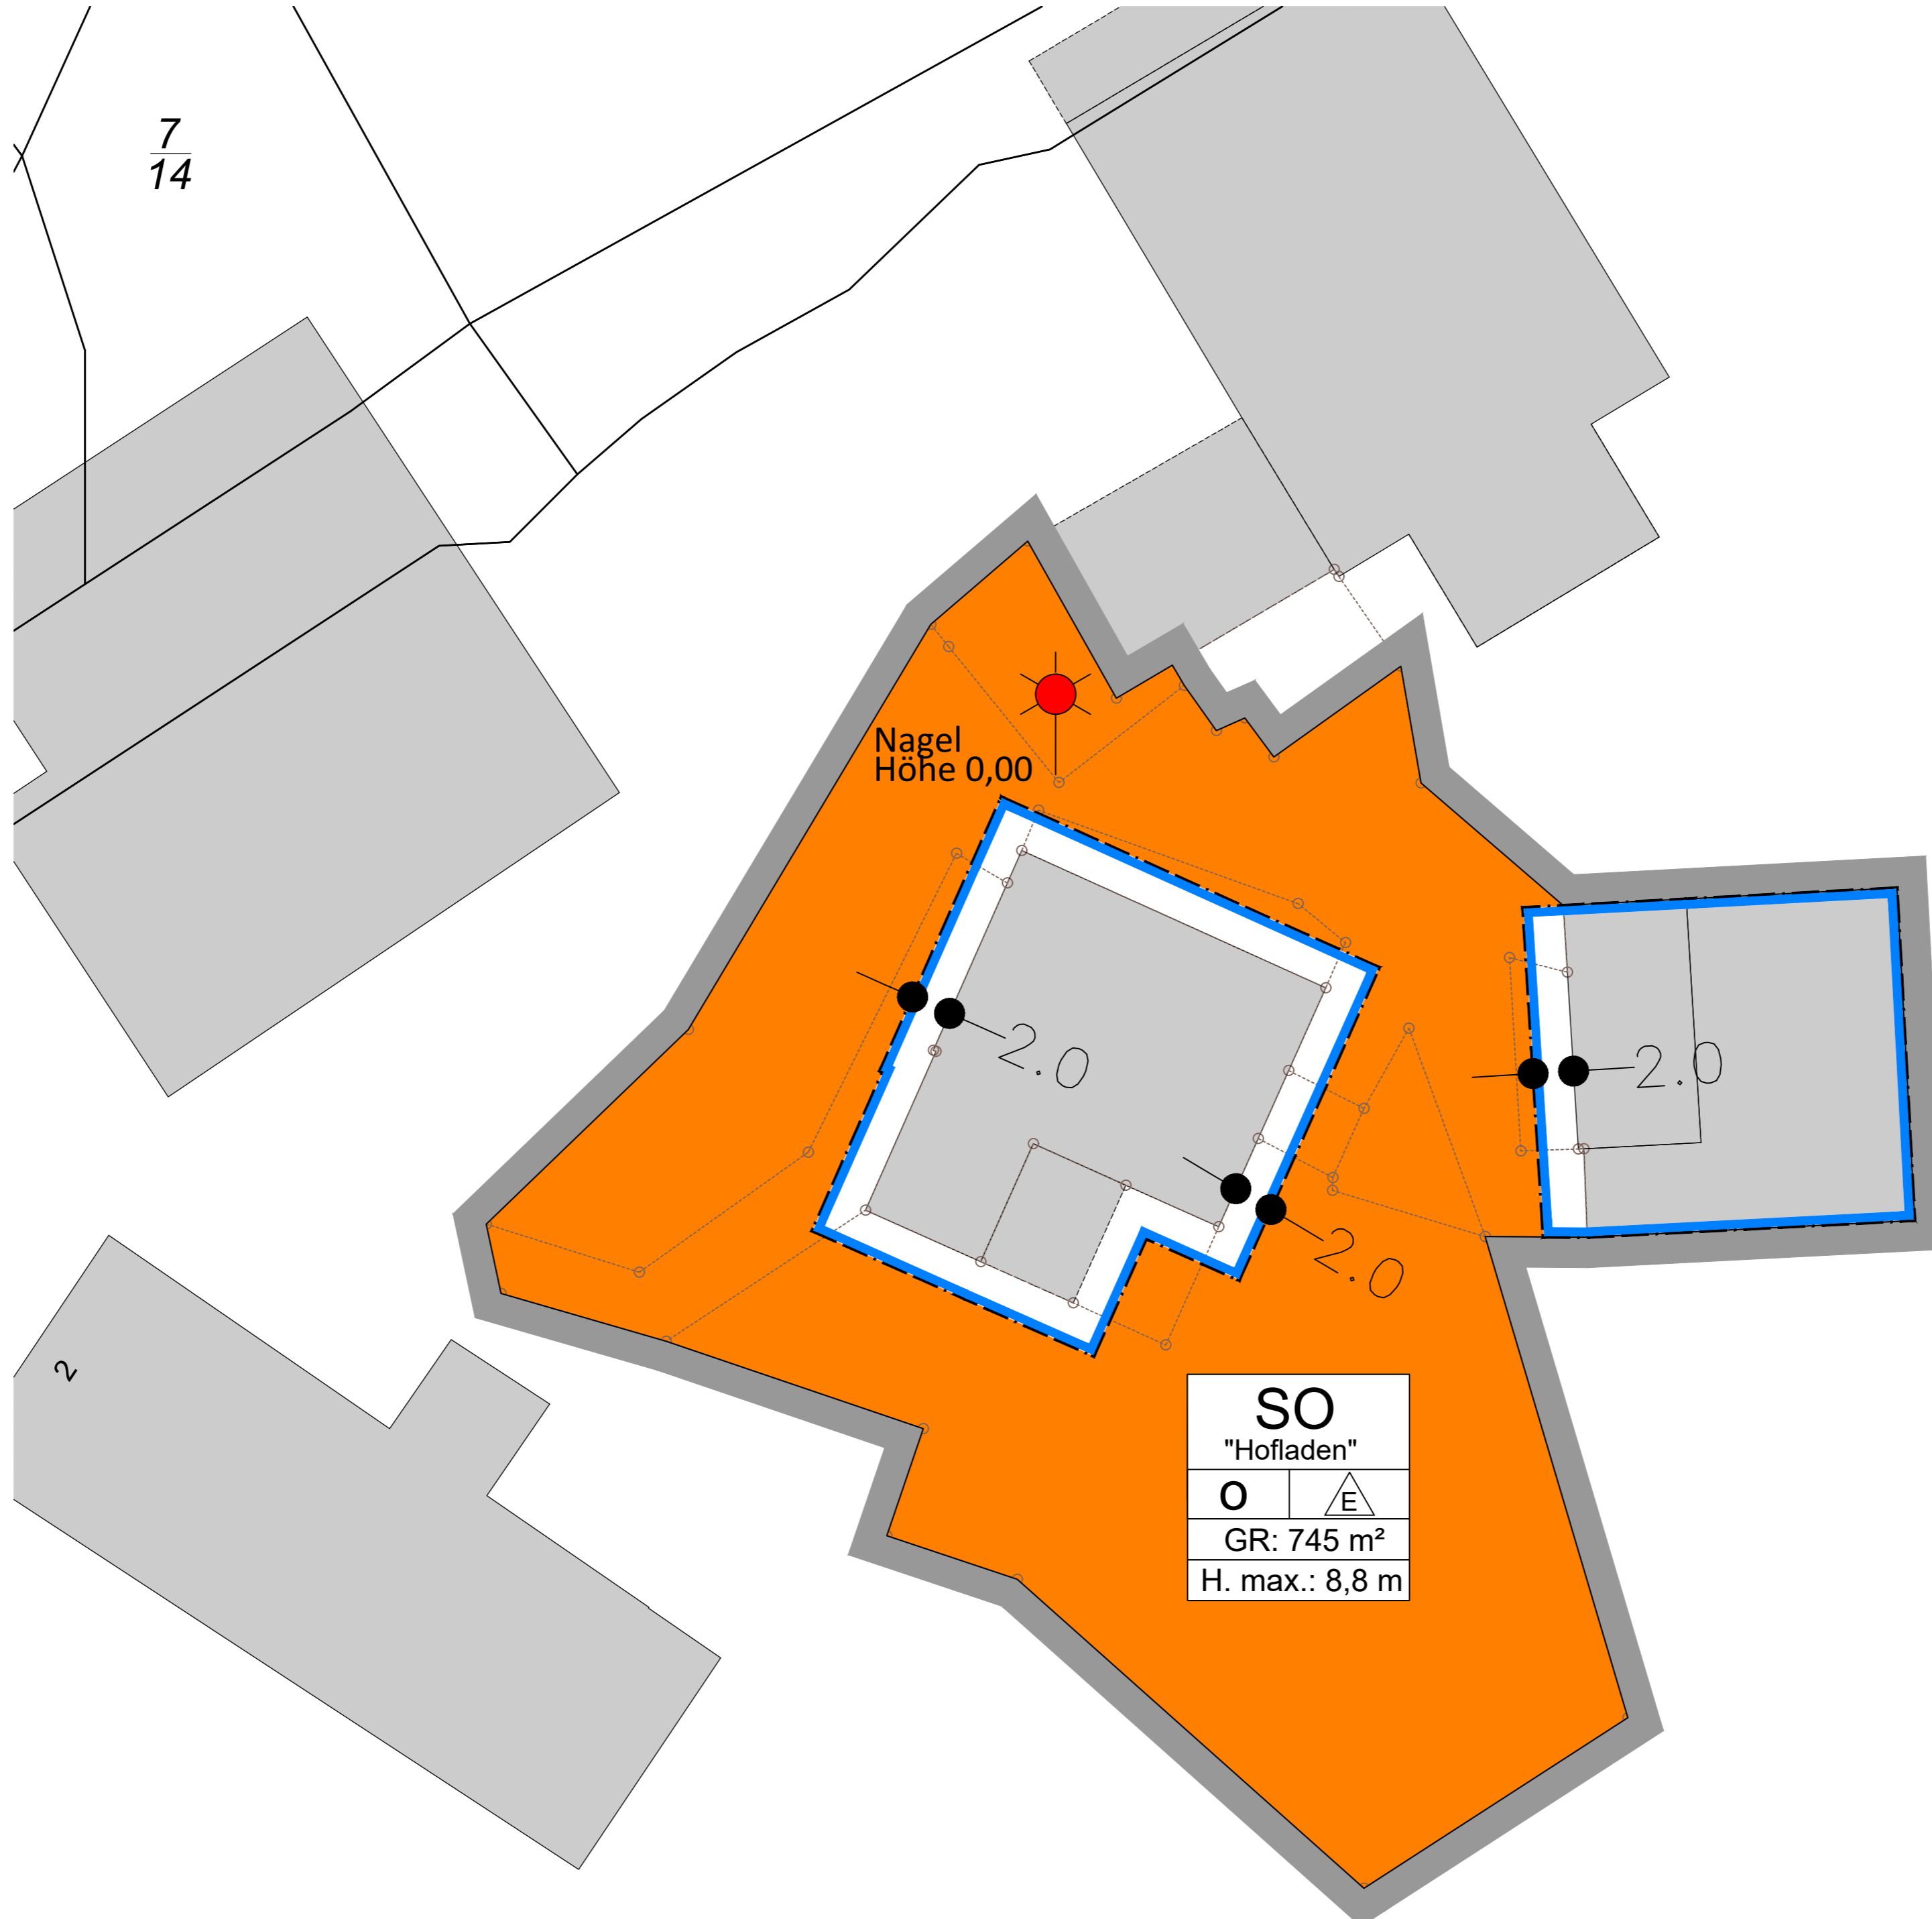 7
14
Nagel
Höhe 0,00
2.0
2.0
2.0
2
SO
"Hofladen"
o E
GR: 745 m²
H. max.: 8,8 m